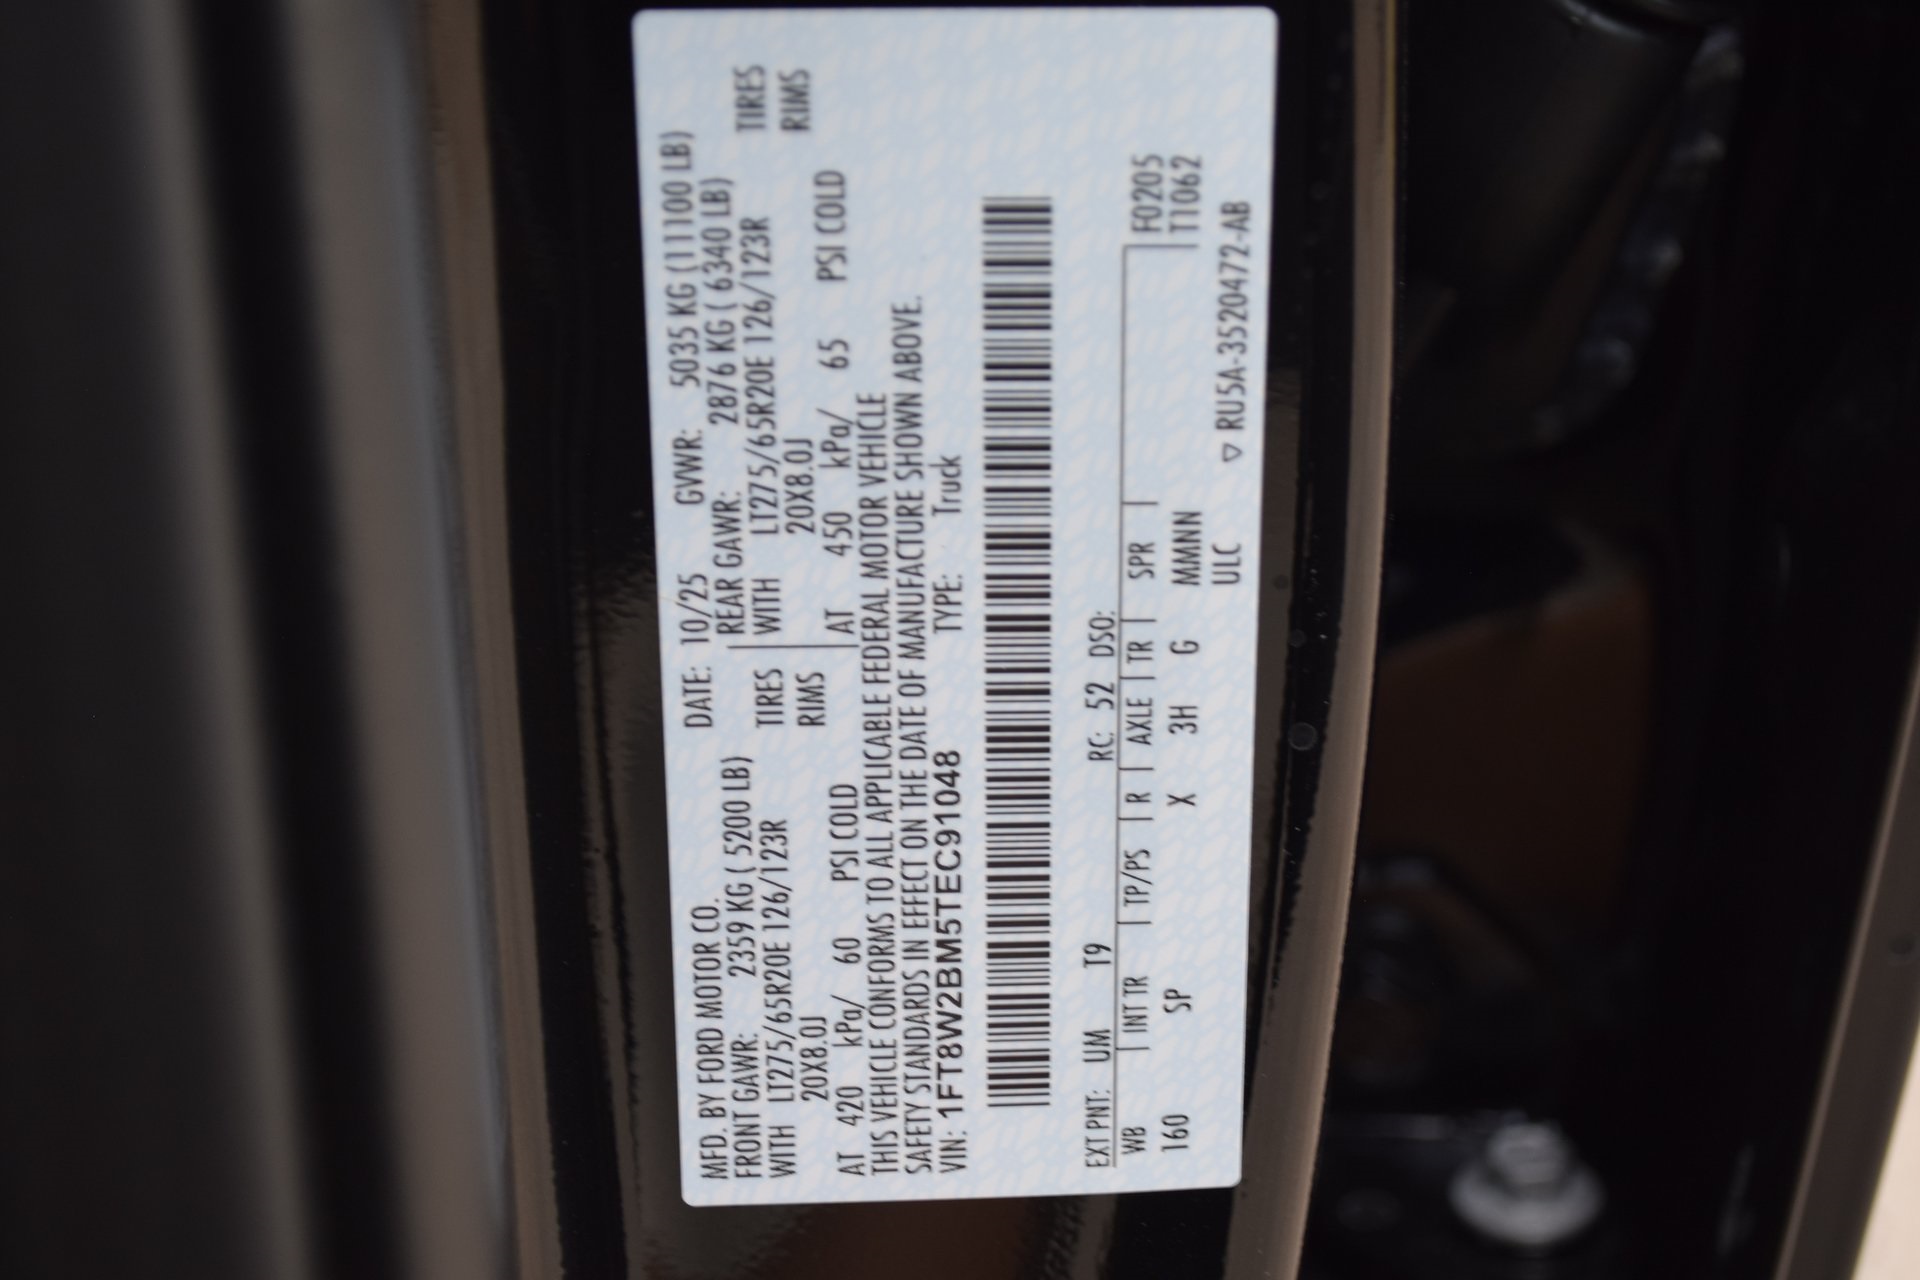 MFD. BY FORD MOTOR CO. DATE: 10/25 GVWR: 5035 KG (11100 LB)
FRONT GAWR: 2359 KG ( 5200 LB) REAR GAWR: 2876 KG ( 6340 LB)
WITH LT275/65R20E 126/123R TIRES WITH LT275/65R20E 126/123R TIRES
20X8.0J RIMS 20X8.0J RIMS
AT 420 kPa/ 60 PSI COLD AT 450 kPa/ 65 PSI COLD
THIS VEHICLE CONFORMS TO ALL APPLICABLE FEDERAL MOTOR VEHICLE
SAFETY STANDARDS IN EFFECT ON THE DATE OF MANUFACTURE SHOWN ABOVE.
VIN: 1FT8W2BM5TEC91048 TYPE: Truck
EXT PNT: UM T9 RC: 52 DSO:
WB INT TR TP/PS R AXLE TR SPR F0205
160 SP X 3H G MMNN T1062
ULC ▽ RU5A-3520472-AB